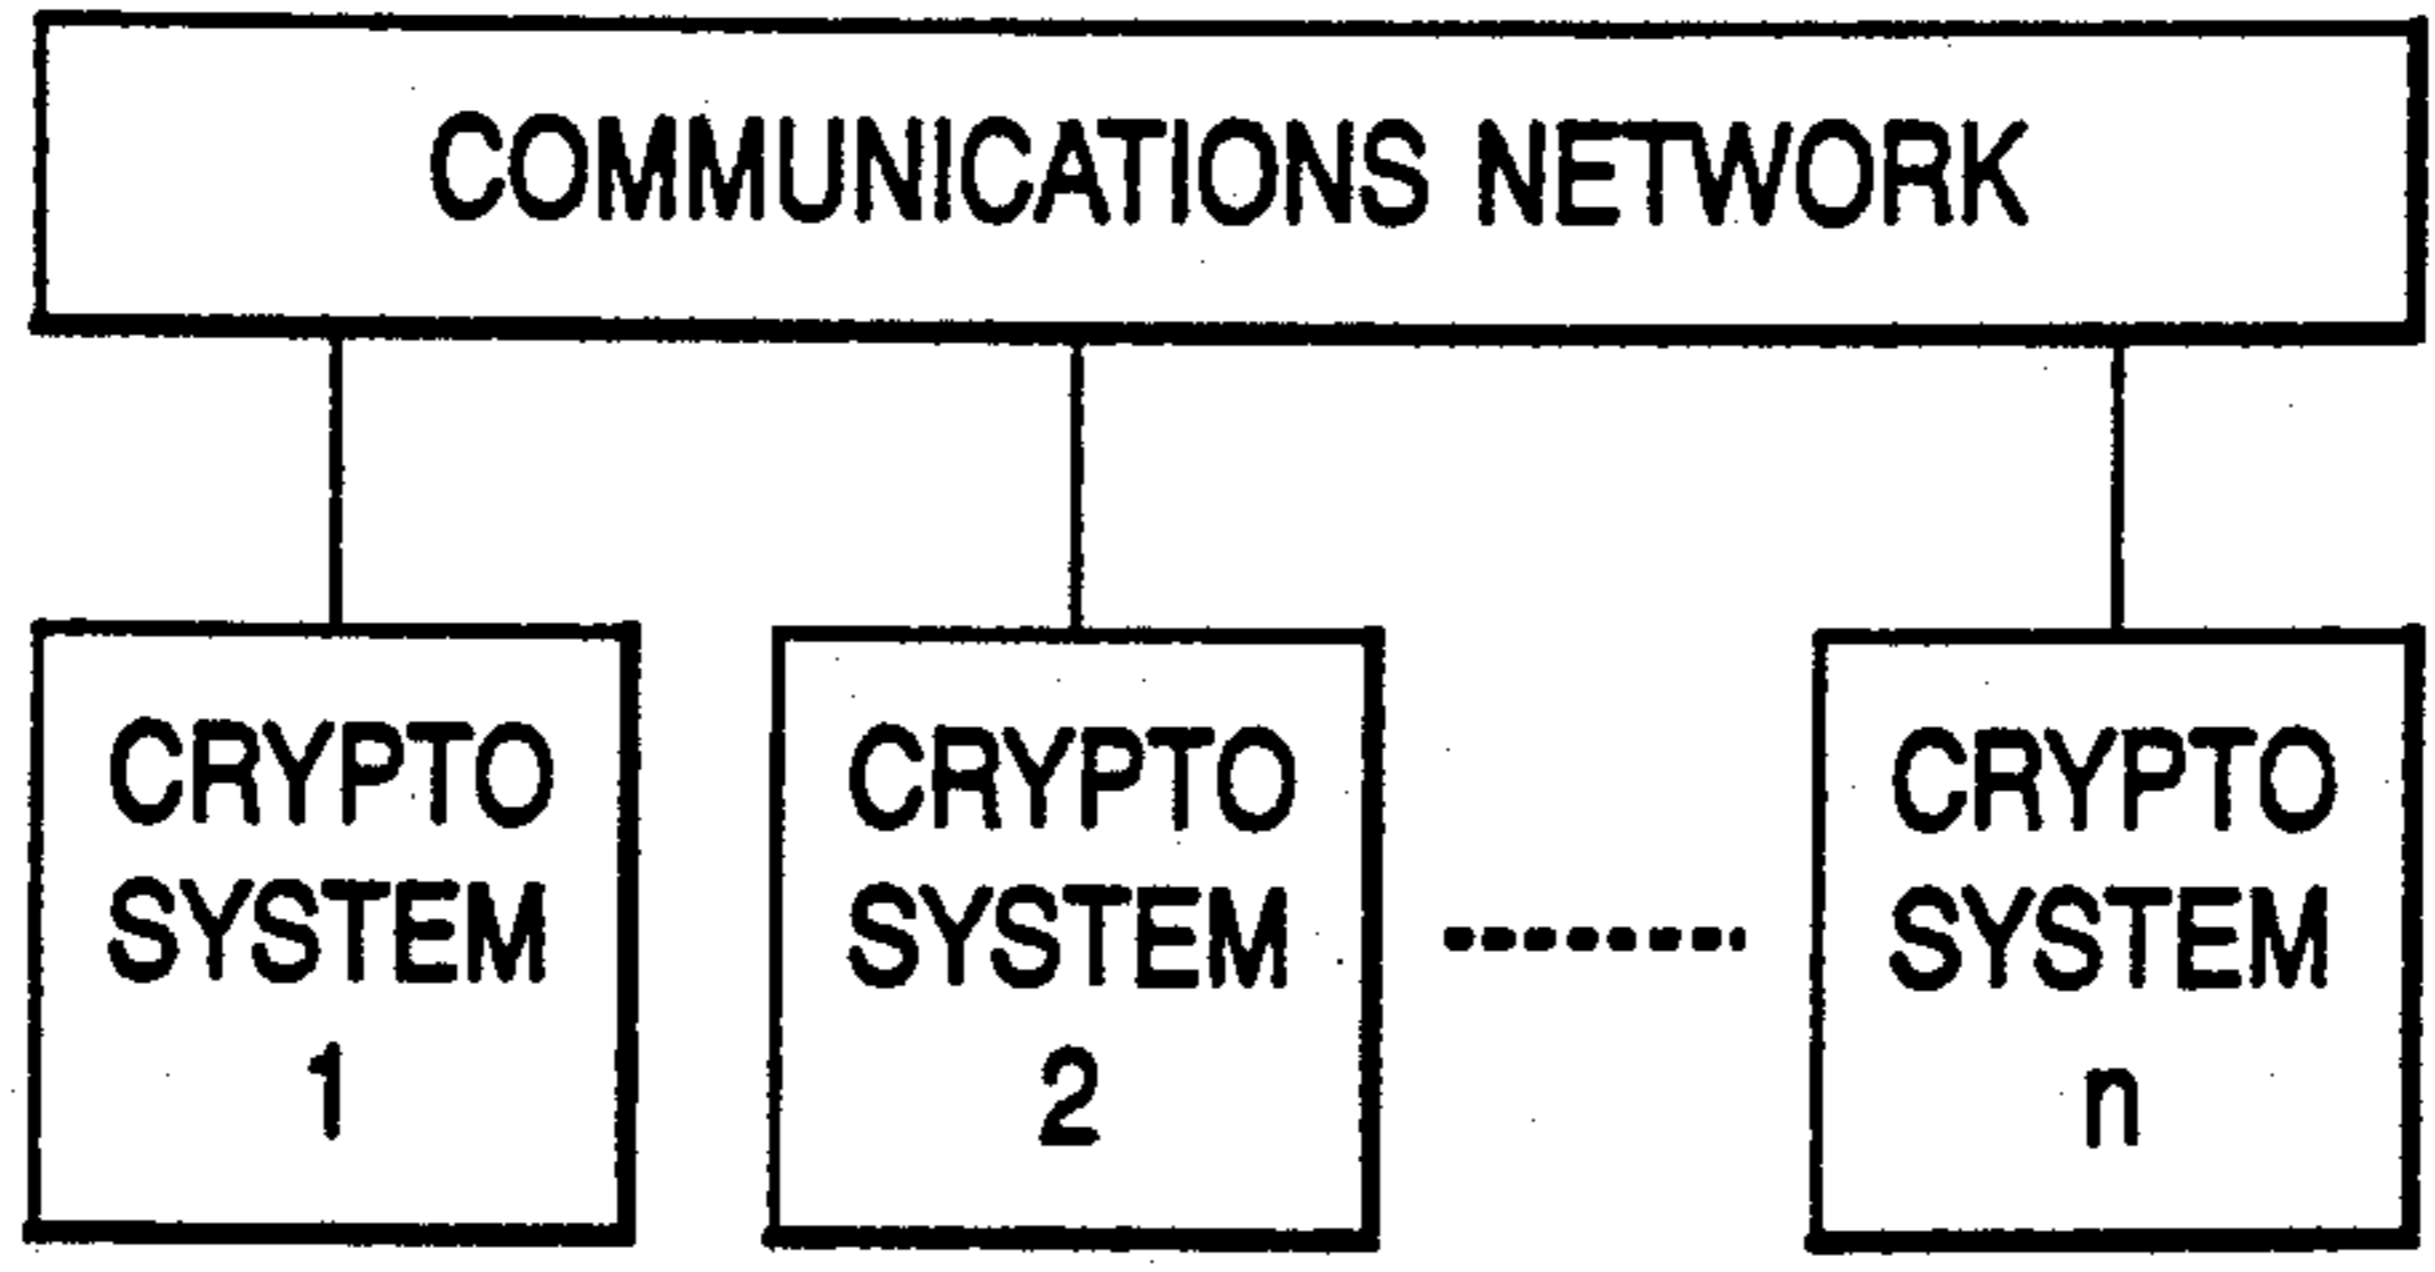 COMMUNICATIONS NETWORK
CRYPTO
SYSTEM
1
CRYPTO
SYSTEM
2
CRYPTO
SYSTEM
n